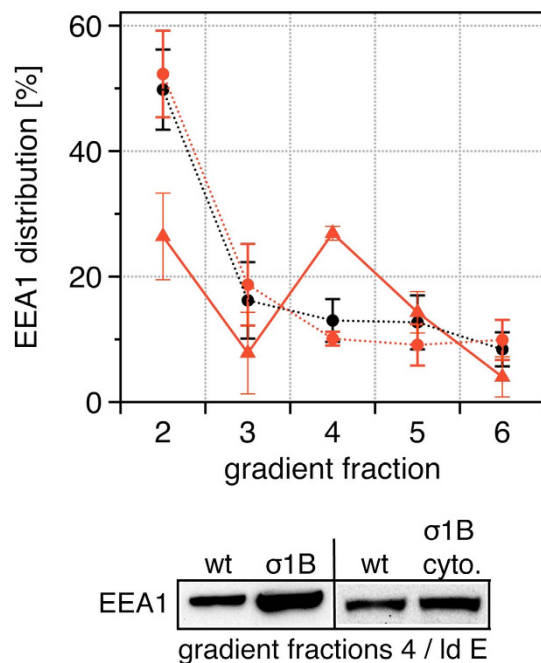 60
40
20
0
EEA1 distribution [%]
2 3 4 5 6
gradient fraction
wt σ1B wt σ1B cyto.
EEA1
gradient fractions 4 / ld E